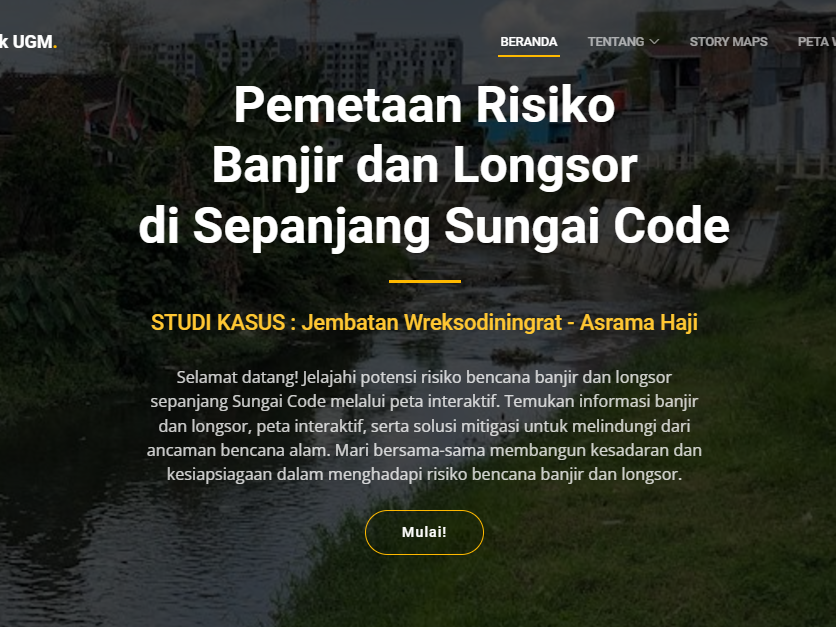 k UGM.
BERANDA TENTANG STORY MAPS PETA
Pemetaan Risiko
Banjir dan Longsor
di Sepanjang Sungai Code
STUDI KASUS : Jembatan Wreksodiningrat - Asrama Haji
Selamat datang! Jelajahi potensi risiko bencana banjir dan longsor
sepanjang Sungai Code melalui peta interaktif. Temukan informasi banjir
dan longsor, peta interaktif, serta solusi mitigasi untuk melindungi dari
ancaman bencana alam. Mari bersama-sama membangun kesadaran dan
kesiapsiagaan dalam menghadapi risiko bencana banjir dan longsor.
Mulai!